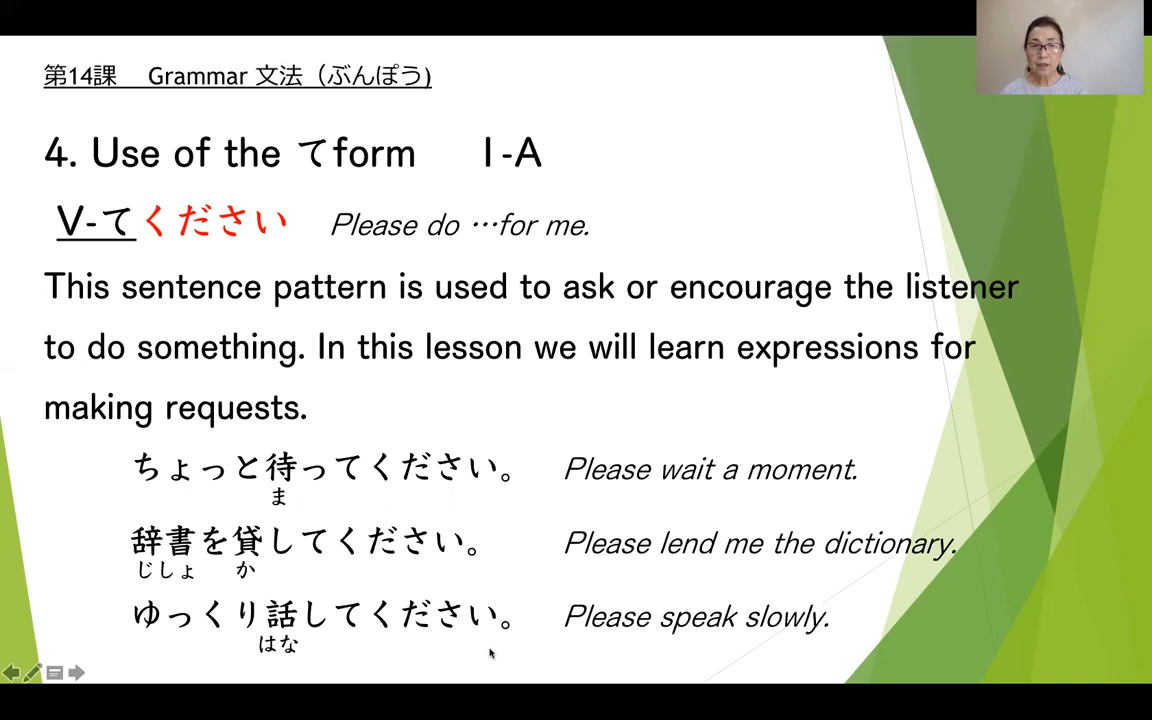 第14課 Grammar 文法（ぶんぽう)
4. Use of the てform I-A
V-てください Please do …for me.
This sentence pattern is used to ask or encourage the listener
to do something. In this lesson we will learn expressions for
making requests.
ちょっと待ってください。 Please wait a moment.
ま
辞書を貸してください。 Please lend me the dictionary.
じしょ か
ゆっくり話してください。 Please speak slowly.
はな